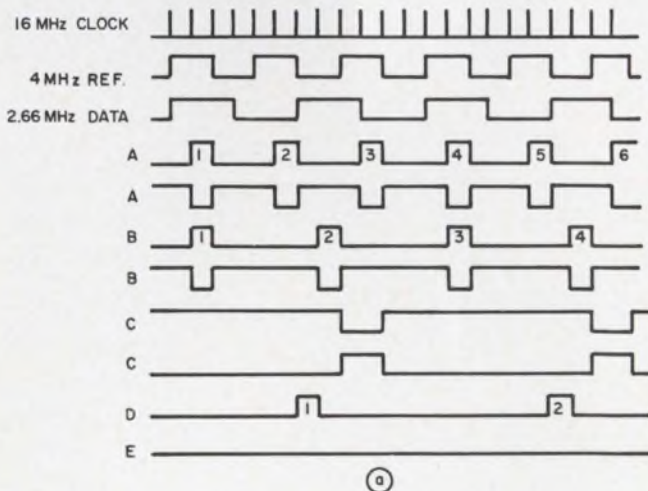 16 MHz CLOCK
4 MHz REF.
2.66 MHz DATA
A 1 2 3 4 5 6
A
B 1 2 3 4
B
C
C
D 1 2
E
a